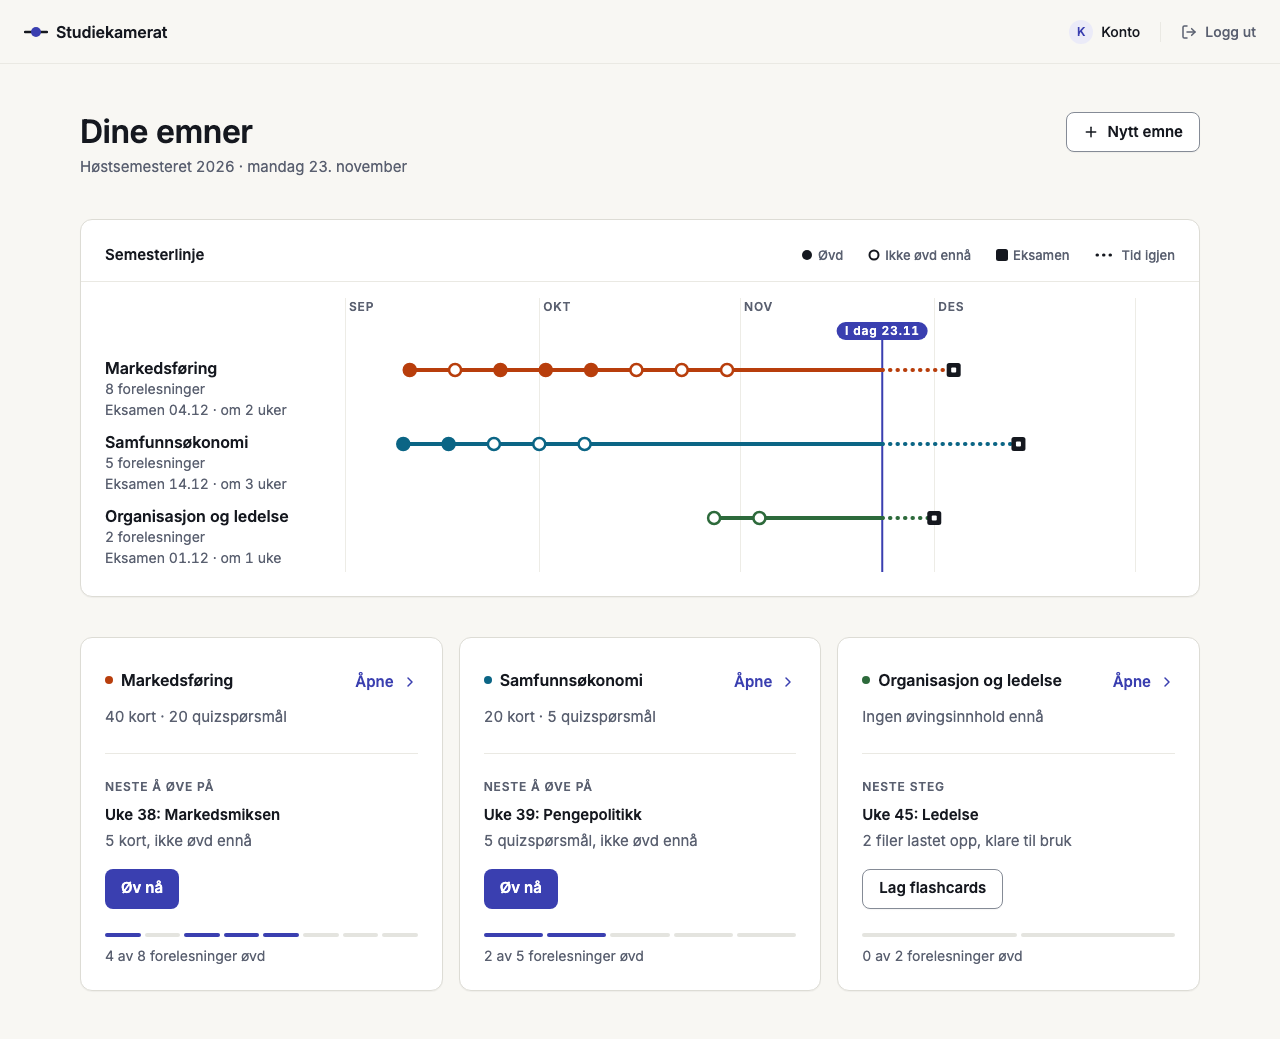 Studiekamerat
K Konto
Logg ut
Dine emner
Nytt emne
Høstsemesteret 2026 · mandag 23. november
Semesterlinje
Øvd
Ikke øvd ennå
Eksamen
Tid igjen
SEP
OKT
NOV
DES
I dag 23.11
Markedsføring
8 forelesninger
Eksamen 04.12 · om 2 uker
Samfunnsøkonomi
5 forelesninger
Eksamen 14.12 · om 3 uker
Organisasjon og ledelse
2 forelesninger
Eksamen 01.12 · om 1 uke
Markedsføring
Åpne
40 kort · 20 quizspørsmål
NESTE Å ØVE PÅ
Uke 38: Markedsmiksen
5 kort, ikke øvd ennå
Øv nå
4 av 8 forelesninger øvd
Samfunnsøkonomi
Åpne
20 kort · 5 quizspørsmål
NESTE Å ØVE PÅ
Uke 39: Pengepolitikk
5 quizspørsmål, ikke øvd ennå
Øv nå
2 av 5 forelesninger øvd
Organisasjon og ledelse
Åpne
Ingen øvingsinnhold ennå
NESTE STEG
Uke 45: Ledelse
2 filer lastet opp, klare til bruk
Lag flashcards
0 av 2 forelesninger øvd